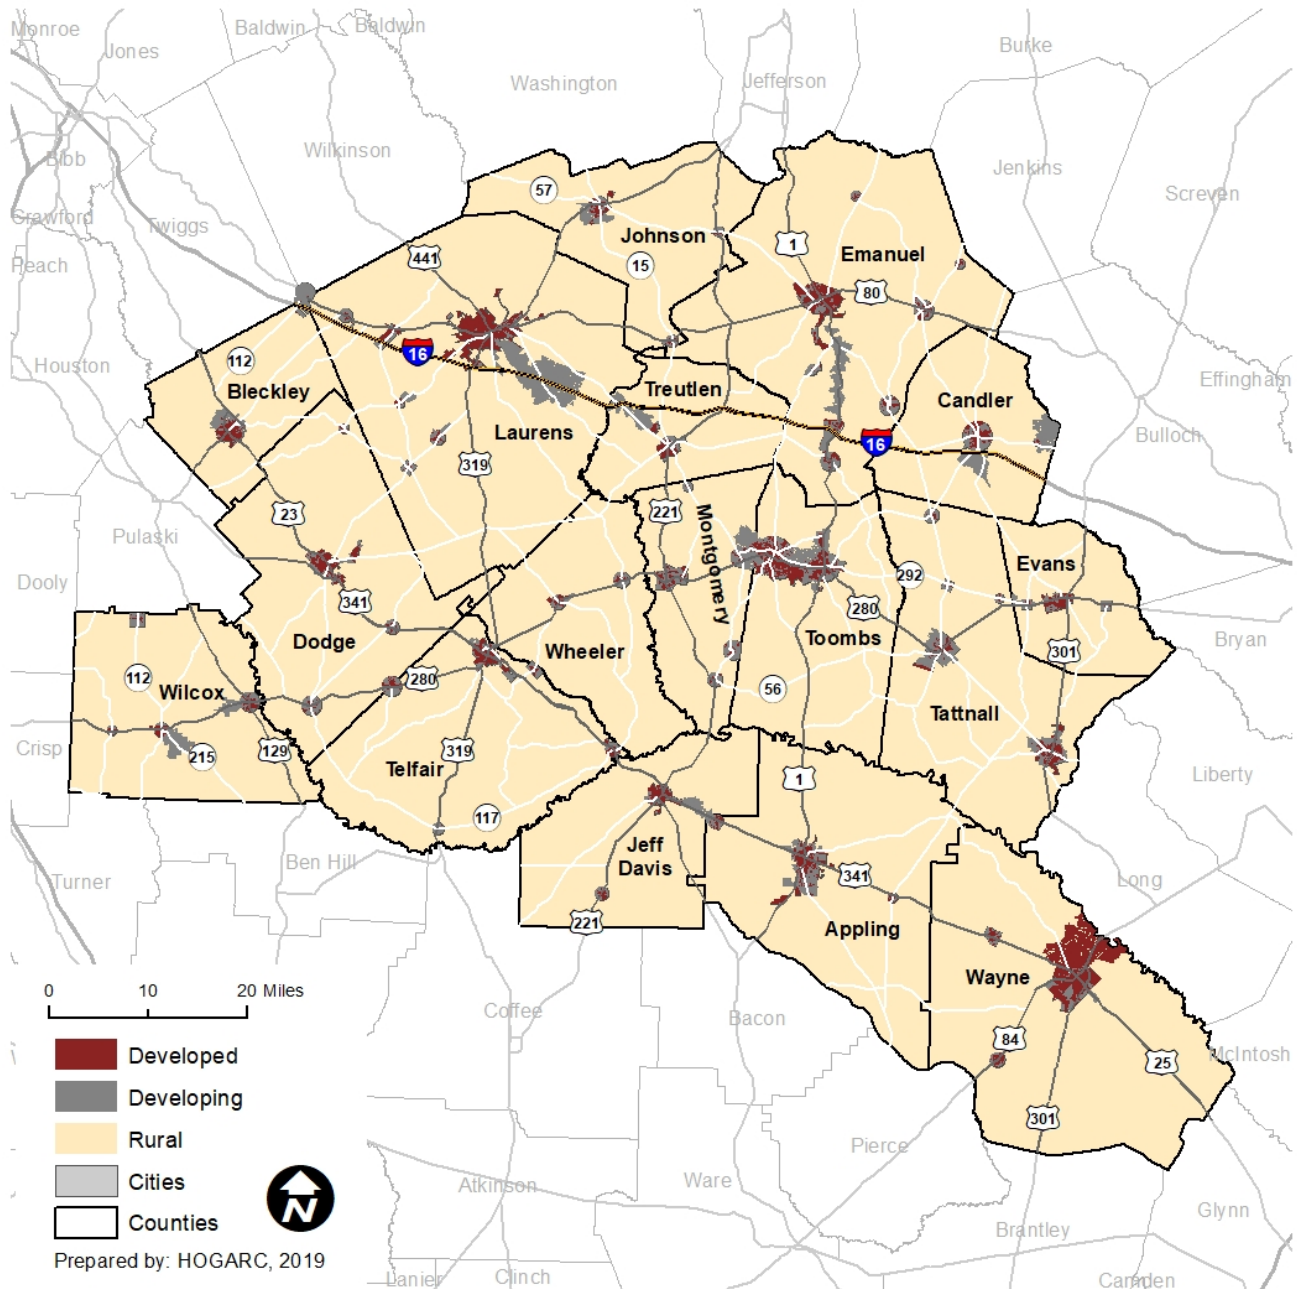 Monroe
Baldwin
Baldwin
Jones
Burke
Washington
Jefferson
Wilkinson
Bibb
Jenkins
57
Screven
Crawford
Twiggs
Johnson
1
Emanuel
Peach
441
15
80
Houston
16
112
Bleckley
Treutlen
Effingham
Candler
Laurens
16
Bulloch
319
23
221
Montgomery
Pulaski
Evans
Dooly
292
341
280
Dodge
Toombs
Bryan
Wheeler
301
112
Wilcox
280
56
Tattnall
Crisp
215
129
319
Telfair
1
Liberty
117
Jeff
Davis
Ben Hill
341
Turner
Long
221
Appling
Wayne
0 10 20 Miles
Coffee
Bacon
84
25
McIntosh
Developed
Developing
301
Rural
Pierce
Cities
Atkinson
Ware
N
Counties
Glynn
Brantley
Prepared by: HOGARC, 2019
Lanier
Clinch
Camden